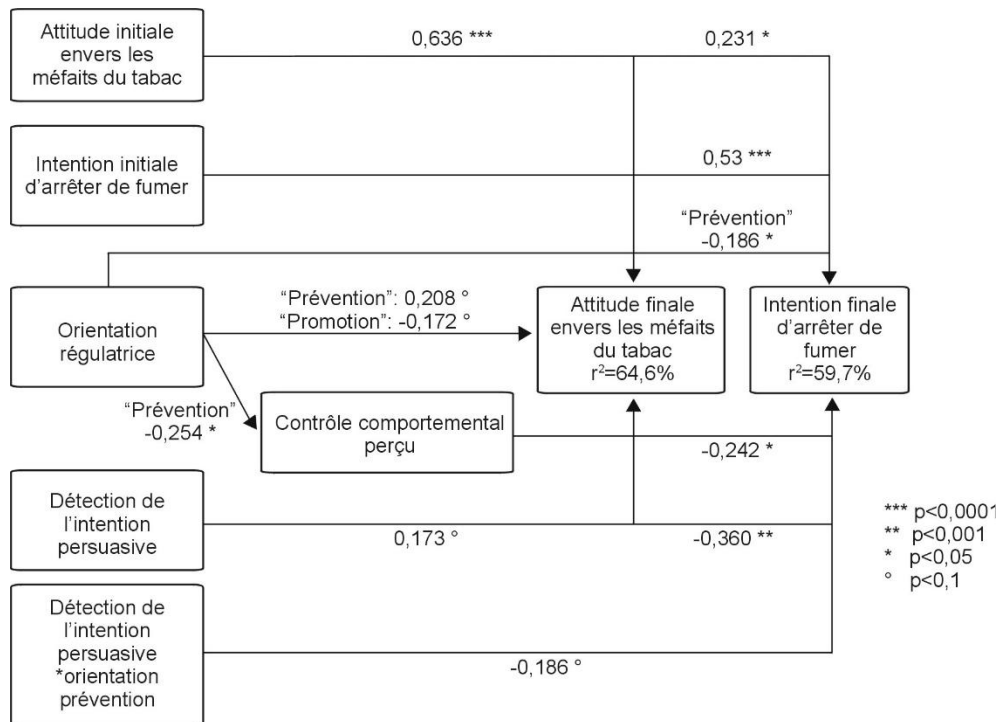 Attitude initiale
envers les
méfaits du tabac
0,636 ***
0,231 *
Intention initiale
d’arrêter de fumer
0,53 ***
“Prévention”
-0,186 *
Orientation
régulatrice
“Prévention”: 0,208 °
“Promotion”: -0,172 °
Attitude finale
envers les méfaits
du tabac
r²=64,6%
Intention finale
d’arrêter de
fumer
r²=59,7%
“Prévention”
-0,254 *
Contrôle comportemental
perçu
-0,242 *
Détection de
l’intention
persuasive
0,173 °
-0,360 **
*** p<0,0001
** p<0,001
* p<0,05
° p<0,1
Détection de
l’intention
persuasive
*orientation
prévention
-0,186 °